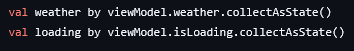 val weather by viewModel.weather.collectAsState()
val loading by viewModel.isLoading.collectAsState()